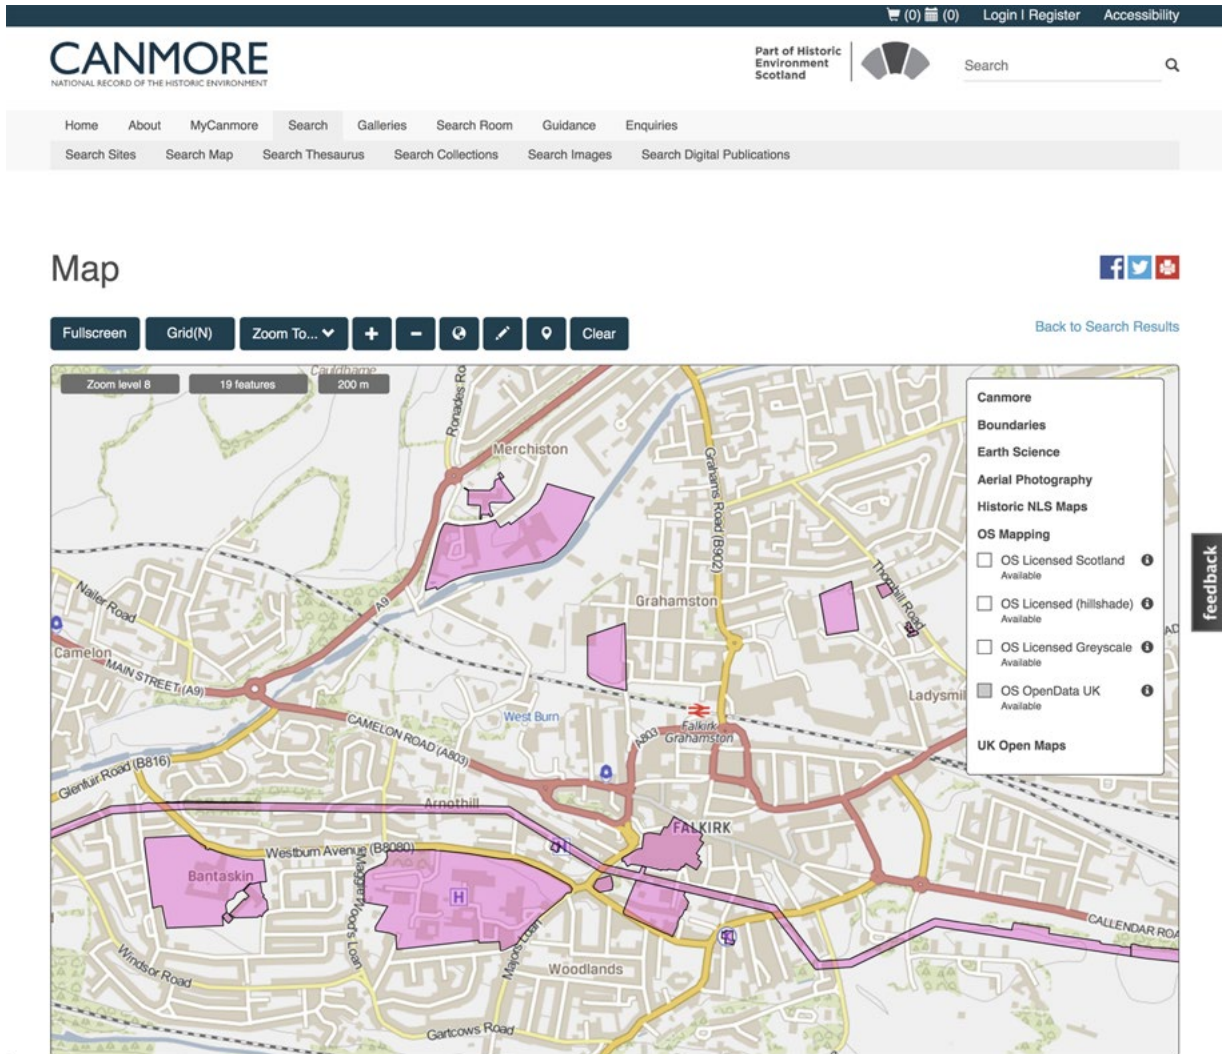 (0) (0) Login | Register Accessibility
CANMORE
NATIONAL RECORD OF THE HISTORIC ENVIRONMENT
Part of Historic
Environment
Scotland
Search
Home About MyCanmore Search Galleries Search Room Guidance Enquiries
Search Sites Search Map Search Thesaurus Search Collections Search Images Search Digital Publications
Map
Fullscreen Grid(N) Zoom To... + - Clear
Back to Search Results
Zoom level 8 19 features 200 m
Cauldhame
Ronades Ro
Merchiston
Grahams Road (B902)
Canmore
Boundaries
Earth Science
Aerial Photography
Historic NLS Maps
OS Mapping
OS Licensed Scotland
Available
OS Licensed (hillshade)
Available
OS Licensed Greyscale
Available
OS OpenData UK
Available
UK Open Maps
feedback
Nailer Road
A9
Grahamston
Thornhill Road
AD
Camelon
MAIN STREET (A9)
Ladysmil
West Burn
CAMELON ROAD (A803)
A803
Falkirk
Grahamston
Glenfuir Road (B816)
Arnothill
FALKIRK
Westburn Avenue (B8080)
Bantaskin
Maggie Wood's Loan
H
H
CALLENDAR ROA
Majors Loan
Windsor Road
Woodlands
Gartcows Road